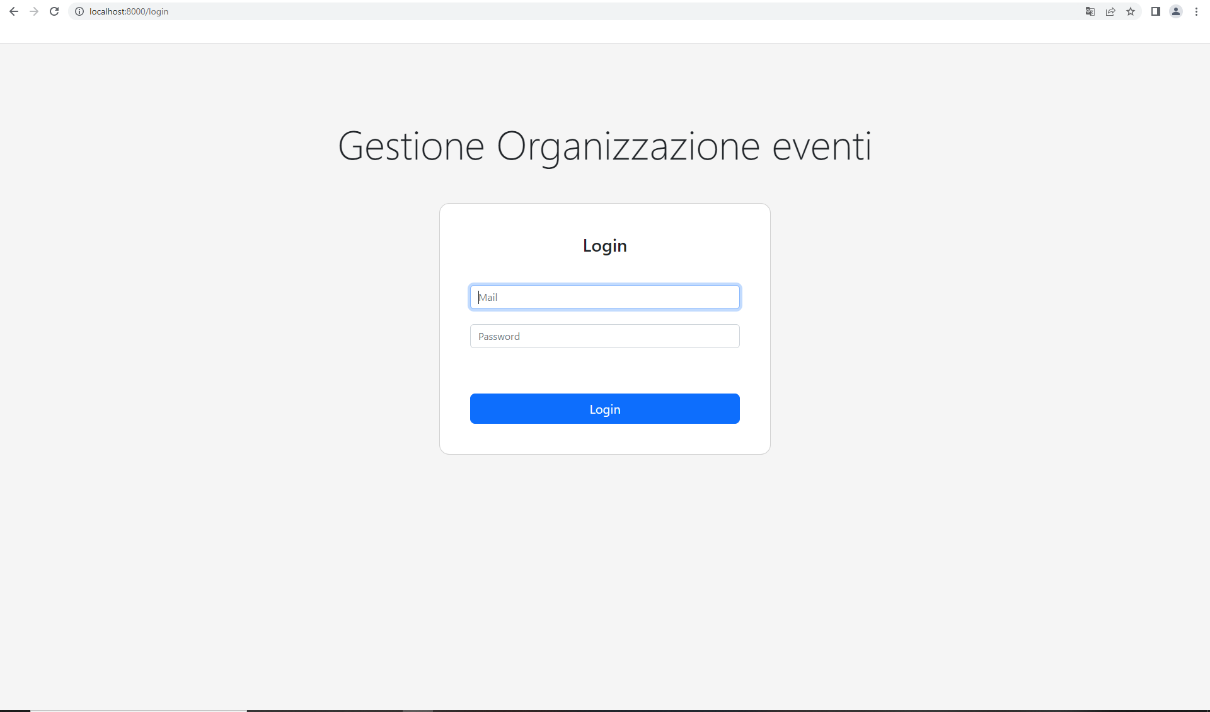 localhost:8000/login
Gestione Organizzazione eventi
Login
Mail
Password
Login